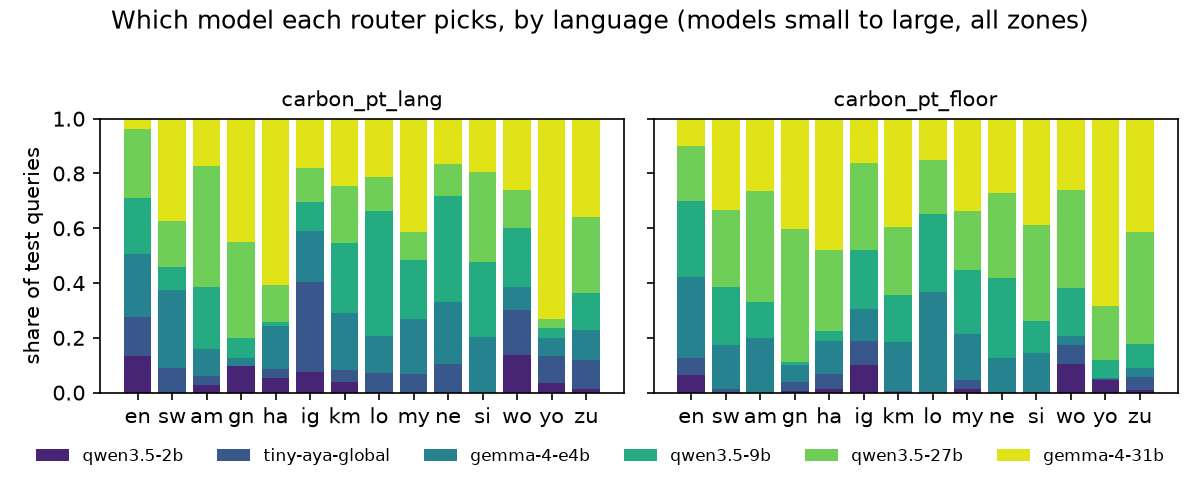 Which model each router picks, by language (models small to large, all zones)
carbon_pt_lang
carbon_pt_floor
share of test queries
1.0
0.8
0.6
0.4
0.2
0.0
en sw am gn ha ig km lo my ne si wo yo zu
en sw am gn ha ig km lo my ne si wo yo zu
qwen3.5-2b tiny-aya-global gemma-4-e4b qwen3.5-9b qwen3.5-27b gemma-4-31b